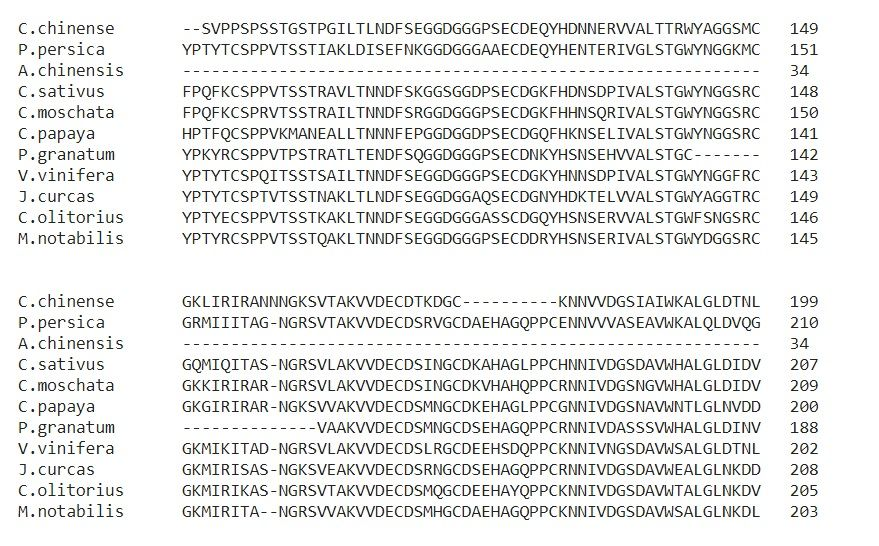 C.chinense --SVPPSPSSTGSTPGILTLNDFSEGGDGGGPSECDEQYHDNNERVVALTTRWYAGGSMC 149
P.persica YPTYTCSPPVTSSTIAKLDISEFNKGGDGGGAAECDEQYHENTERIVGLSTGWYNGGKMC 151
A.chinensis ------------------------------------------------------------ 34
C.sativus FPQFKCSPPVTSSTRAVLTNNDFSKGGSGGDPSECDGKFHDNSDPIVALSTGWYNGGSRC 148
C.moschata FPQFKCSPRVTSSTRAILTNNDFSRGGDGGGPSECDGKFHHNSQRIVALSTGWYNGGSRC 150
C.papaya HPTFQCSPPVKMANEALLTNNNFEPGGDGGDPSECDGQFHKNSELIVALSTGWYNGGSRC 141
P.granatum YPKYRCSPPVTPSTRATLTENDFSQGGDGGGPSECDNKYHSNSEHVVALSTGC------- 142
V.vinifera YPTYTCSPQITSSTSAILTNNDFSEGGDGGGPSECDGKYHNNSDPIVALSTGWYNGGFRC 143
J.curcas YPTYTCSPTVTSSTNAKLTLNDFSEGGDGGAQSECDGNYHDKTELVVALSTGWYAGGTRC 149
C.olitorius YPTYECSPPVTSSTKAKLTLNDFSEGGDGGGASSCDGQYHSNSERVVALSTGWFSNGSRC 146
M.notabilis YPTYRCSPPVTSSTQAKLTNNDFSEGGDGGGPSECDDRYHSNSERIVALSTGWYDGGSRC 145
C.chinense GKLIRIRANNNGKSVTAKVVDECDTKDGC----------KNNVVDGSIAIWKALGLDTNL 199
P.persica GRMIIITAG-NGRSVTAKVVDECDSRVGCDAEHAGQPPCENNVVVASEAVWKALQLDVQG 210
A.chinensis ------------------------------------------------------------ 34
C.sativus GQMIQITAS-NGRSVLAKVVDECDSINGCDKAHAGLPPCHNNIVDGSDAVWHALGLDIDV 207
C.moschata GKKIRIRAR-NGRSVLAKVVDECDSINGCDKVHAHQPPCRNNIVDGSNGVWHALGLDIDV 209
C.papaya GKGIRIRAR-NGKSVVAKVVDECDSMNGCDKEHAGLPPCGNNIVDGSNAVWNTLGLNVDD 200
P.granatum --------------VAAKVVDECDSMNGCDSEHAGQPPCRNNIVDASSSVWHALGLDINV 188
V.vinifera GKMIKITAD-NGRSVLAKVVDECDSLRGCDEEHSDQPPCKNNIVNGSDAVWSALGLDTNL 202
J.curcas GKMIRISAS-NGKSVEAKVVDECDSRNGCDSEHAGQPPCRNNIVDGSDAVWEALGLNKDD 208
C.olitorius GKMIRIKAS-NGRSVTAKVVDECDSMQGCDEEHAYQPPCKNNIVDGSDAVWTALGLNKDV 205
M.notabilis GKMIRITA--NGRSVVAKVVDECDSMHGCDAEHAGQPPCKNNIVDGSDAVWSALGLNKDL 203